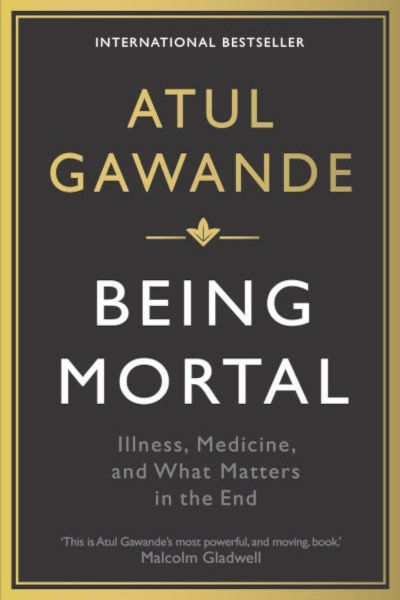 INTERNATIONAL BESTSELLER
ATUL
GAWANDE
BEING
MORTAL
Illness, Medicine,
and What Matters
in the End
‘This is Atul Gawande’s most powerful, and moving, book.’
Malcolm Gladwell